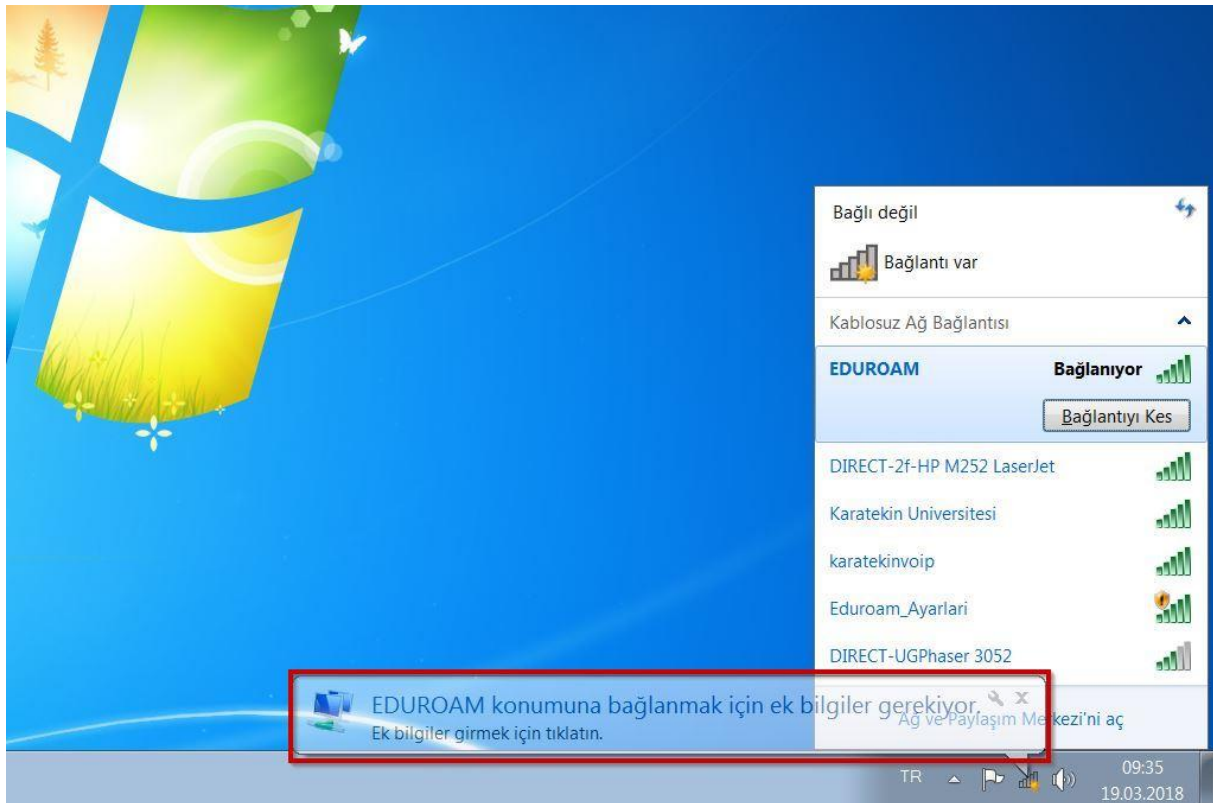 Bağlı değil
Bağlantı var
Kablosuz Ağ Bağlantısı
EDUROAM Bağlanıyor
Bağlantıyı Kes
DIRECT-2f-HP M252 LaserJet
Karatekin Universitesi
karatekinvoip
Eduroam_Ayarlari
DIRECT-UGPhaser 3052
EDUROAM konumuna bağlanmak için ek bilgiler gerekiyor.
Ek bilgiler girmek için tıklatın.
Ağ ve Paylaşım Merkezi'ni aç
TR
09:35
19.03.2018